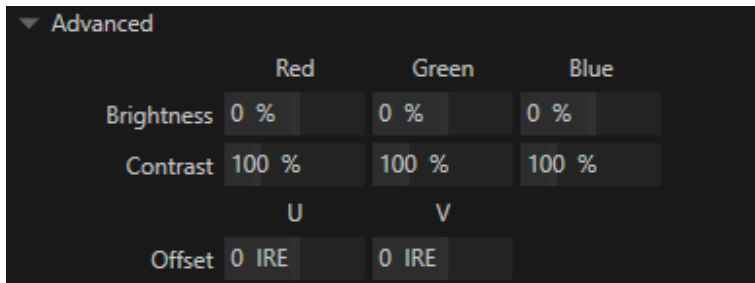 Advanced
Red Green Blue
Brightness 0 % 0 % 0 %
Contrast 100 % 100 % 100 %
U V
Offset 0 IRE 0 IRE